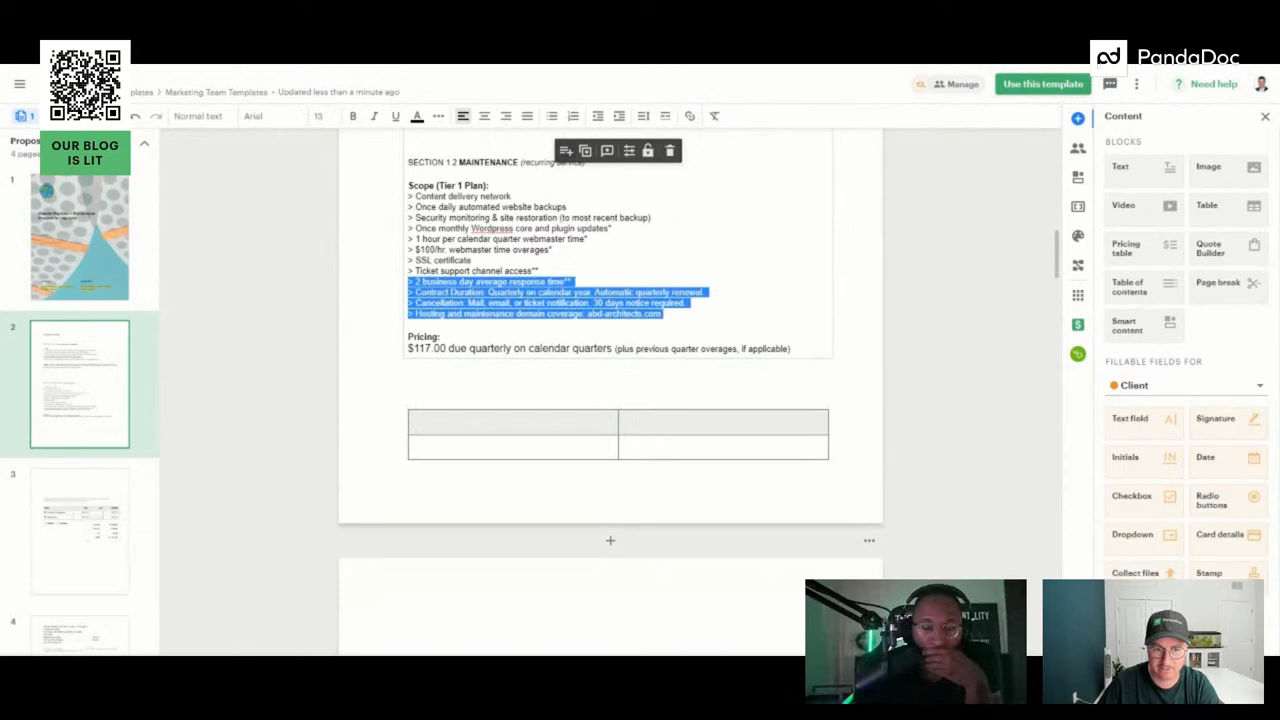 PandaDoc
OUR BLOG
IS LIT
Marketing Team Templates • Updated less than a minute ago
CL Manage
Use this template
Need help
1
Normal text
Arial
13
B I U A
Content
4 pages
BLOCKS
Text
Image
Video
Table
Pricing
table
Quote
Builder
Table of
contents
Page break
Smart
content
FILLABLE FIELDS FOR
Client
Text field
Signature
Initials
Date
Checkbox
Radio
buttons
Dropdown
Card details
Collect files
Stamp
1
2
3
4
SECTION 1.2 MAINTENANCE (recurring service)
Scope (Tier 1 Plan):
> Content delivery network
> Once daily automated website backups
> Security monitoring & site restoration (to most recent backup)
> Once monthly Wordpress core and plugin updates*
> 1 hour per calendar quarter webmaster time*
> $100/hr. webmaster time overages*
> SSL certificate
> Ticket support channel access**
> 2 business day average response time**
> Contract Duration: Quarterly on calendar year. Automatic quarterly renewal.
> Cancellation: Mail, email, or ticket notification. 30 days notice required.
> Hosting and maintenance domain coverage: abd-architects.com
Pricing:
$117.00 due quarterly on calendar quarters (plus previous quarter overages, if applicable)